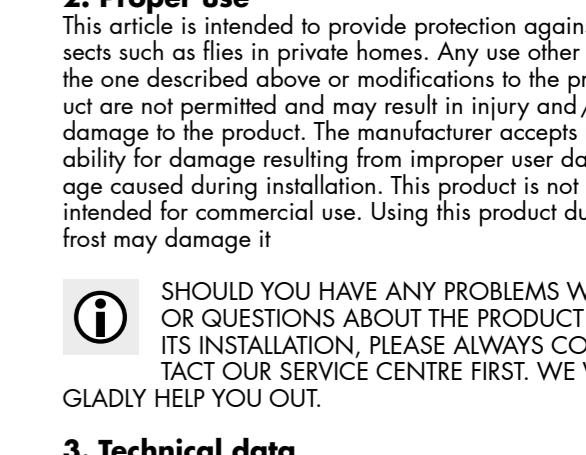 2. Proper use
This article is intended to provide protection agains
sects such as flies in private homes. Any use other
the one described above or modifications to the pr
uct are not permitted and may result in injury and/
damage to the product. The manufacturer accepts
ability for damage resulting from improper user da
age caused during installation. This product is not
intended for commercial use. Using this product du
frost may damage it
SHOULD YOU HAVE ANY PROBLEMS W
OR QUESTIONS ABOUT THE PRODUCT
ITS INSTALLATION, PLEASE ALWAYS CO
TACT OUR SERVICE CENTRE FIRST. WE W
GLADLY HELP YOU OUT.
3. Technical data